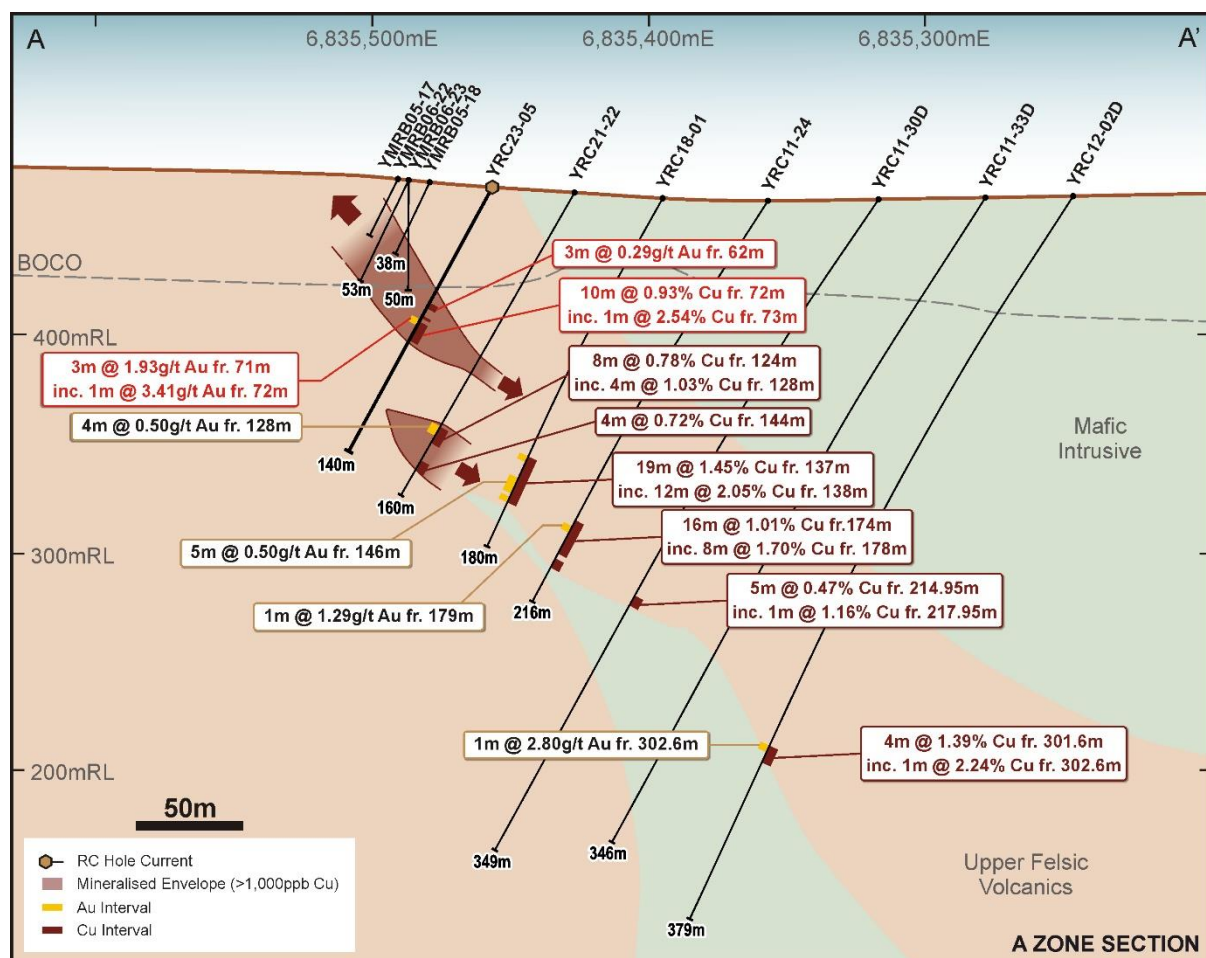 A
6,835,500mE
6,835,400mE
6,835,300mE
A'
YMRB05-17
YMRB06-22
YMRB06-23
YMRB05-18
YRC23-05
YRC21-22
YRC18-01
YRC11-24
YRC11-30D
YRC11-33D
YRC12-02D
BOCO
38m
53m
50m
3m @ 0.29g/t Au fr. 62m
10m @ 0.93% Cu fr. 72m
inc. 1m @ 2.54% Cu fr. 73m
400mRL
3m @ 1.93g/t Au fr. 71m
inc. 1m @ 3.41g/t Au fr. 72m
8m @ 0.78% Cu fr. 124m
inc. 4m @ 1.03% Cu fr. 128m
4m @ 0.50g/t Au fr. 128m
4m @ 0.72% Cu fr. 144m
Mafic
Intrusive
140m
160m
19m @ 1.45% Cu fr. 137m
inc. 12m @ 2.05% Cu fr. 138m
5m @ 0.50g/t Au fr. 146m
180m
300mRL
16m @ 1.01% Cu fr.174m
inc. 8m @ 1.70% Cu fr. 178m
1m @ 1.29g/t Au fr. 179m
216m
5m @ 0.47% Cu fr. 214.95m
inc. 1m @ 1.16% Cu fr. 217.95m
1m @ 2.80g/t Au fr. 302.6m
4m @ 1.39% Cu fr. 301.6m
inc. 1m @ 2.24% Cu fr. 302.6m
200mRL
50m
349m
346m
379m
Upper Felsic
Volcanics
RC Hole Current
Mineralised Envelope (>1,000ppb Cu)
Au Interval
Cu Interval
A ZONE SECTION